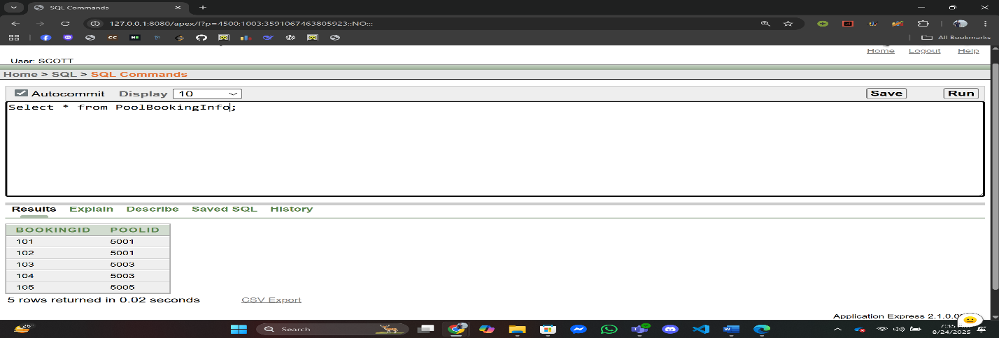 SQL Commands
127.0.0.1:8080/apex/f?p=4500:1003:3591067463805923::NO:::
All Bookmarks
Home Logout Help
User: SCOTT
Home > SQL > SQL Commands
Autocommit Display 10 Save Run
Select * from PoolBookingInfo;
Results Explain Describe Saved SQL History
BOOKINGID POOLID
101 5001
102 5001
103 5003
104 5003
105 5005
5 rows returned in 0.02 seconds CSV Export
Application Express 2.1.0.0
26°
Search
7:35
8/24/2025